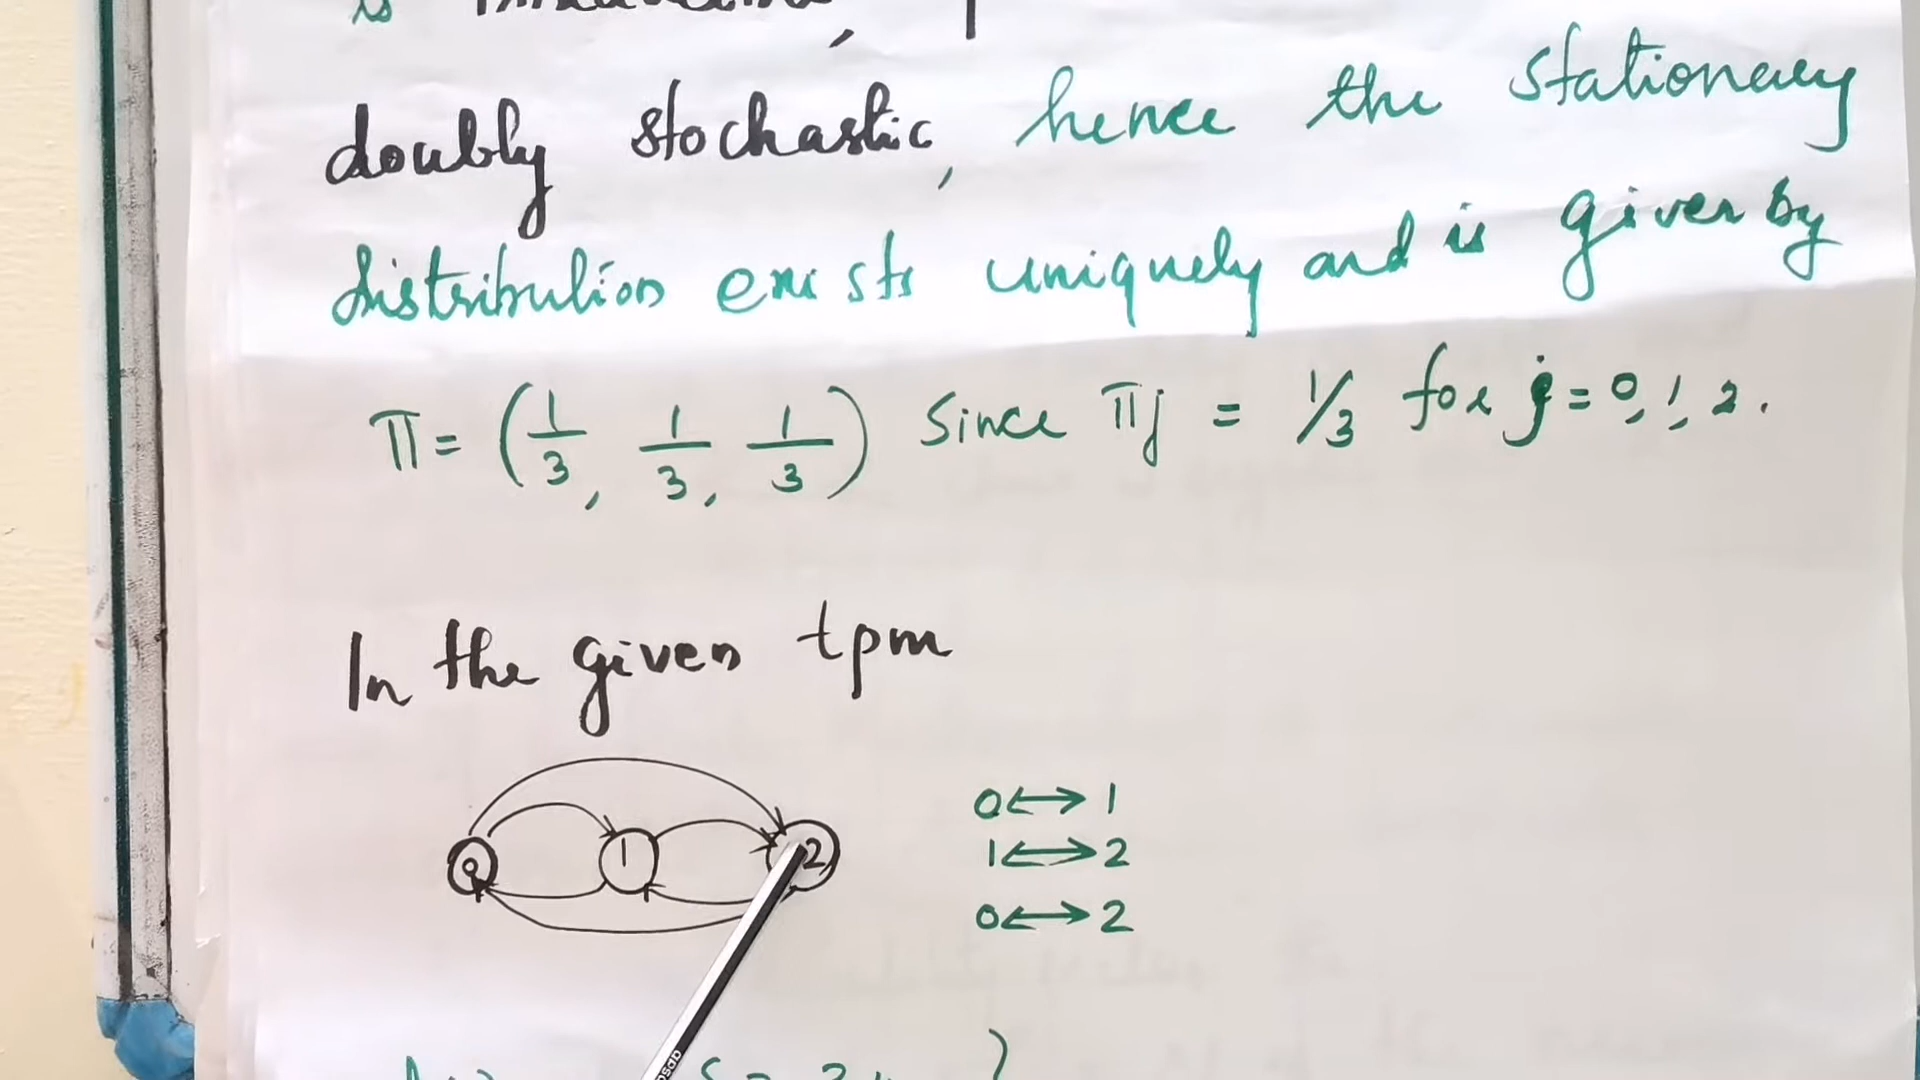 is
doubly stochastic, hence the stationary
distribution exists uniquely and is given by
π = (1/3, 1/3, 1/3) since πj = 1/3 for j = 0, 1, 2.
In the given tpm
0 1 2
0 ↔ 1
1 ↔ 2
0 ↔ 2